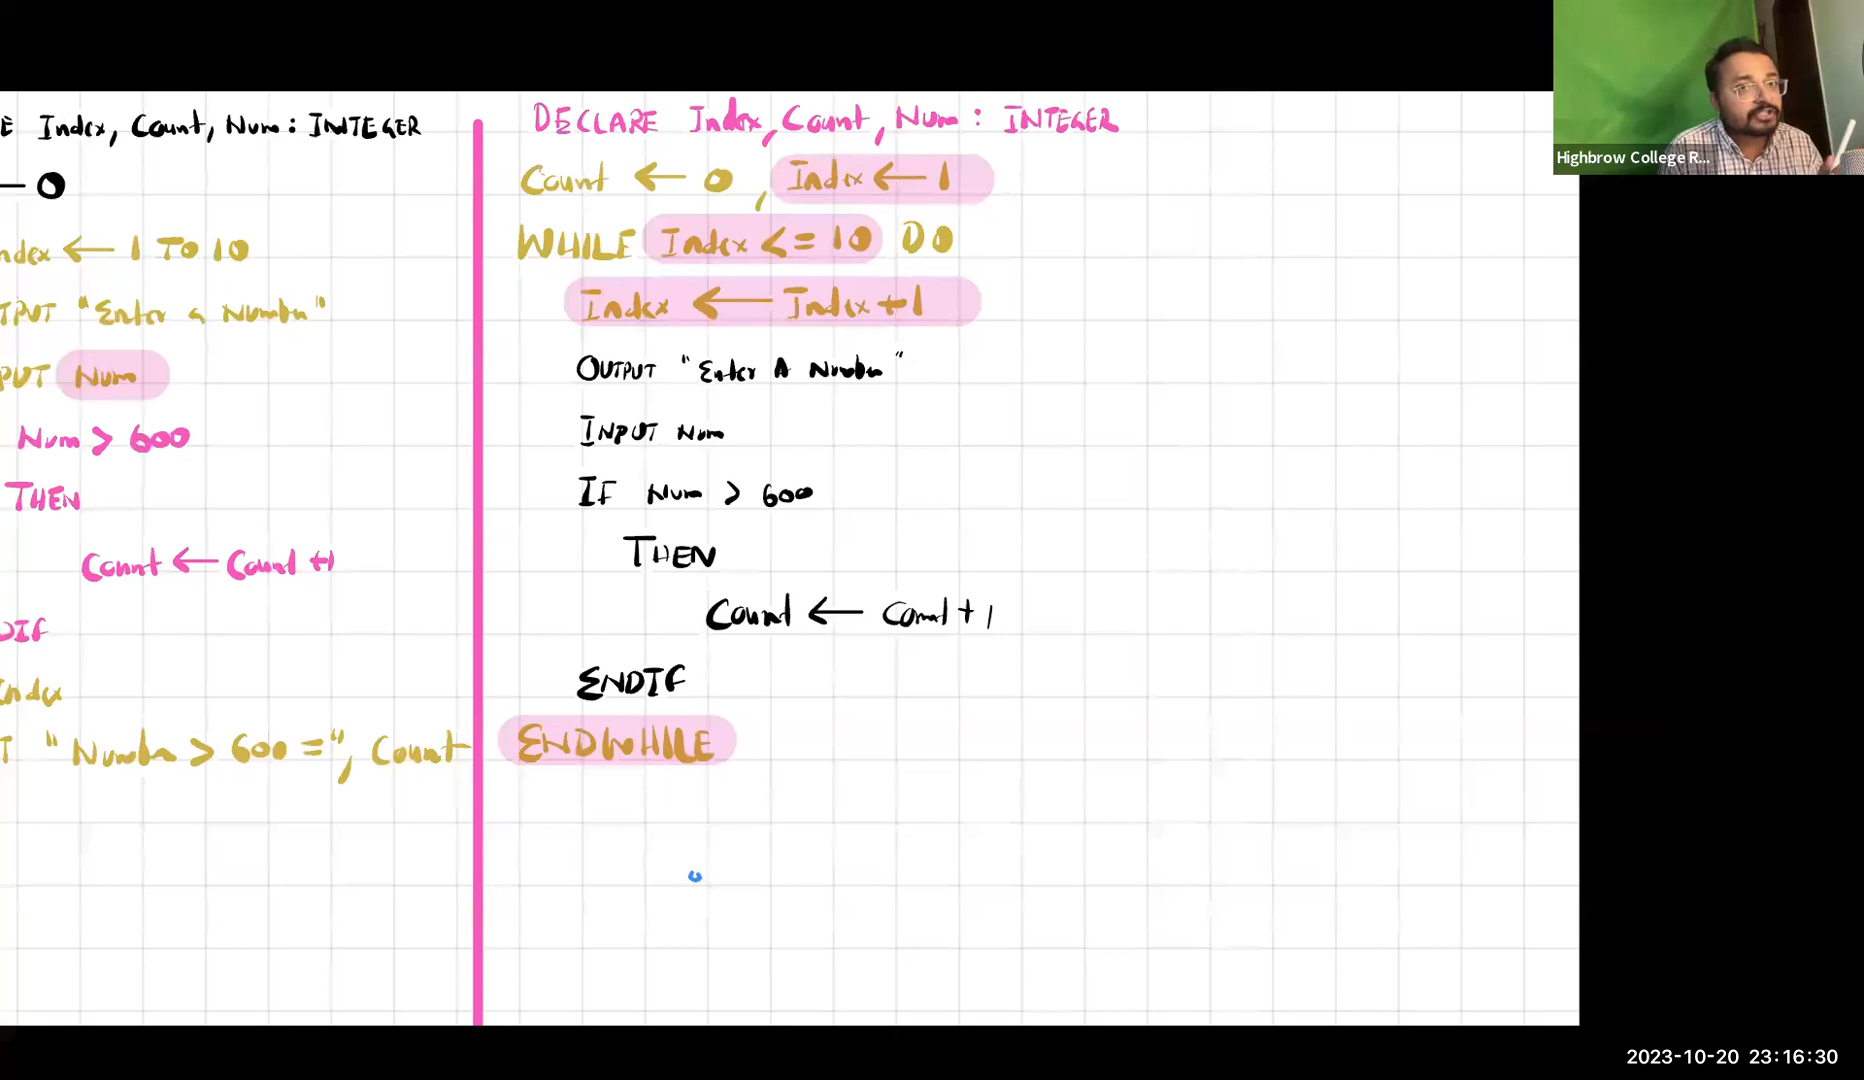 E Index, Count, Num : INTEGER
← 0
ndex ← 1 TO 10
TPUT "Enter a Number"
PUT Num
Num > 600
THEN
Count ← Count +1
DIF
Index
T "Number > 600 =", Count
DECLARE Index, Count, Num : INTEGER
Count ← 0, Index ← 1
WHILE Index <= 10 DO
Index ← Index + 1
OUTPUT "Enter A Number"
INPUT Num
IF Num > 600
THEN
Count ← Count + 1
ENDIF
ENDWHILE
Highbrow College R...
2023-10-20 23:16:30